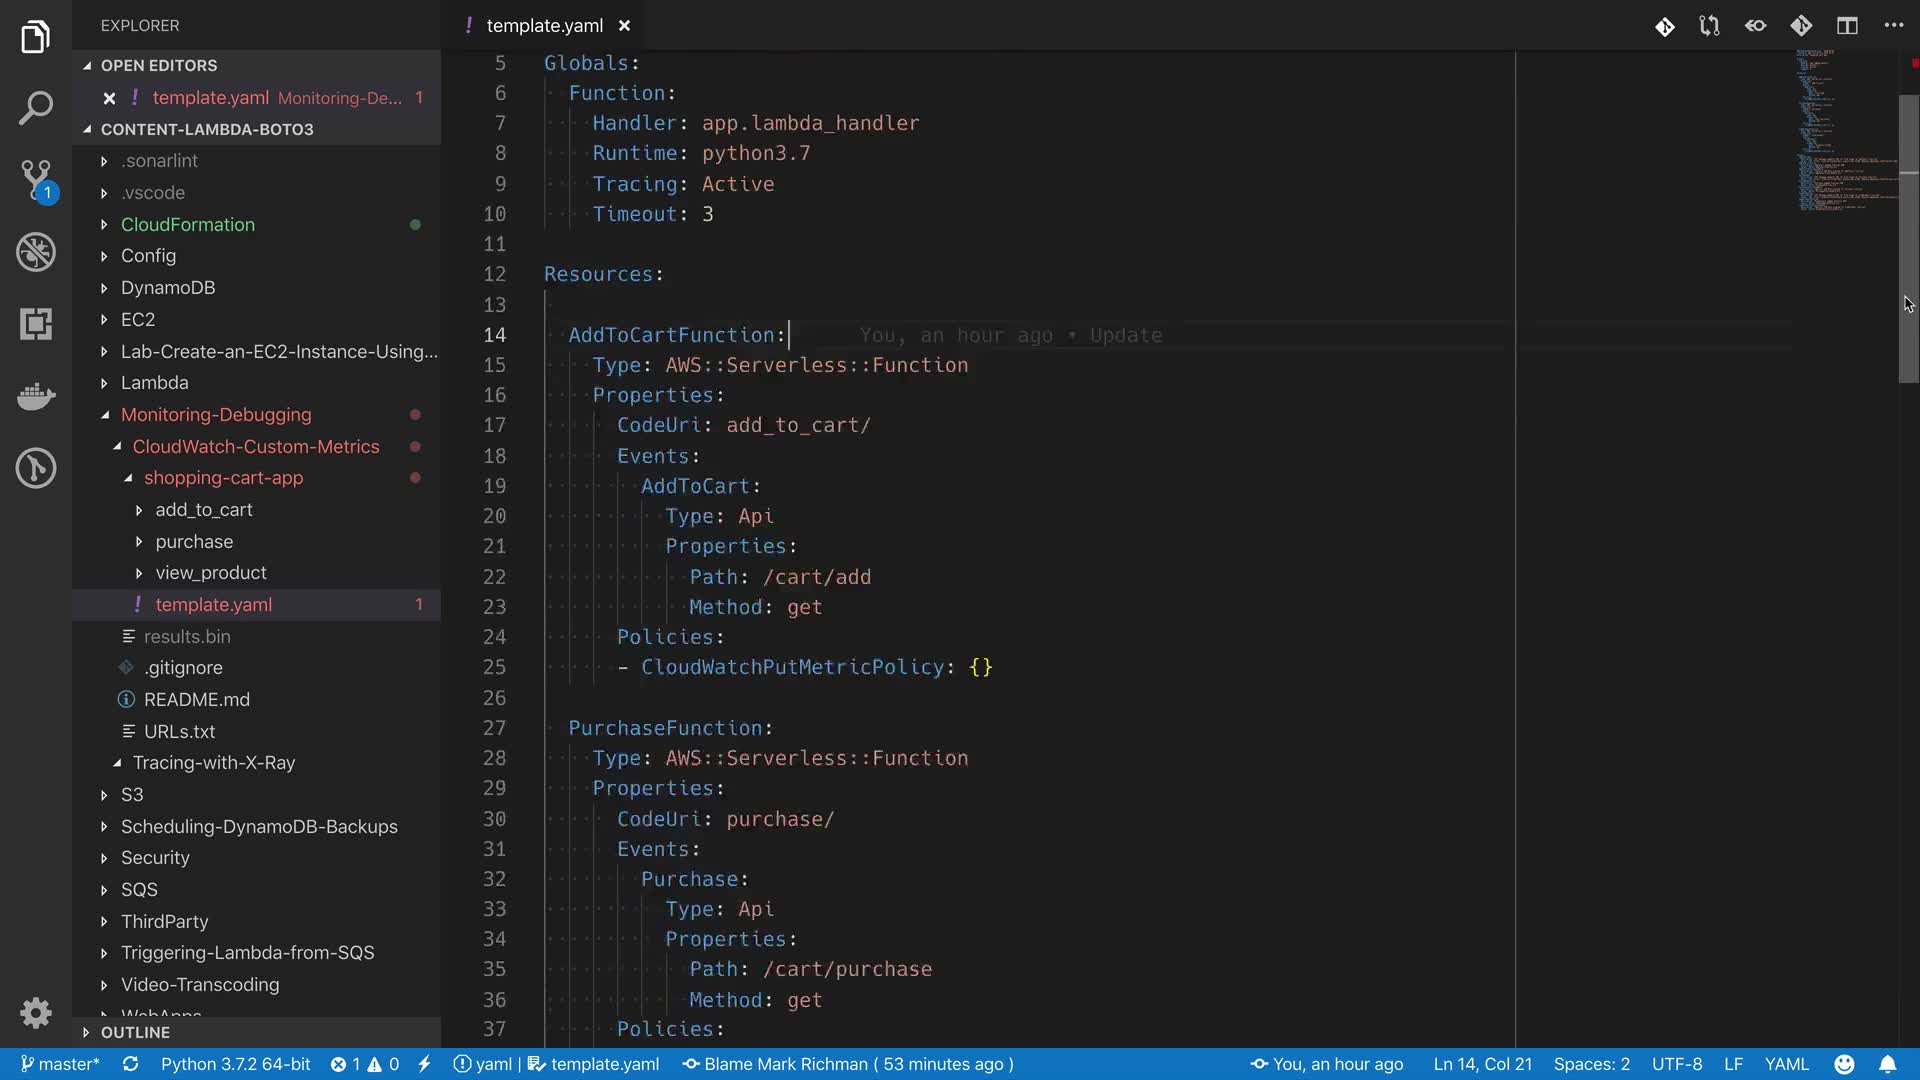 EXPLORER
OPEN EDITORS
template.yaml Monitoring-De... 1
CONTENT-LAMBDA-BOTO3
.sonarlint
.vscode
CloudFormation
Config
DynamoDB
EC2
Lab-Create-an-EC2-Instance-Using...
Lambda
Monitoring-Debugging
CloudWatch-Custom-Metrics
shopping-cart-app
add_to_cart
purchase
view_product
! template.yaml 1
results.bin
.gitignore
README.md
URLs.txt
Tracing-with-X-Ray
S3
Scheduling-DynamoDB-Backups
Security
SQS
ThirdParty
Triggering-Lambda-from-SQS
Video-Transcoding
WebApps
OUTLINE
1
! template.yaml
5 Globals:
6 Function:
7 Handler: app.lambda_handler
8 Runtime: python3.7
9 Tracing: Active
10 Timeout: 3
11
12 Resources:
13
14 AddToCartFunction: You, an hour ago • Update
15 Type: AWS::Serverless::Function
16 Properties:
17 CodeUri: add_to_cart/
18 Events:
19 AddToCart:
20 Type: Api
21 Properties:
22 Path: /cart/add
23 Method: get
24 Policies:
25 - CloudWatchPutMetricPolicy: {}
26
27 PurchaseFunction:
28 Type: AWS::Serverless::Function
29 Properties:
30 CodeUri: purchase/
31 Events:
32 Purchase:
33 Type: Api
34 Properties:
35 Path: /cart/purchase
36 Method: get
37 Policies:
master* Python 3.7.2 64-bit 1 0 yaml | template.yaml Blame Mark Richman ( 53 minutes ago ) You, an hour ago Ln 14, Col 21 Spaces: 2 UTF-8 LF YAML